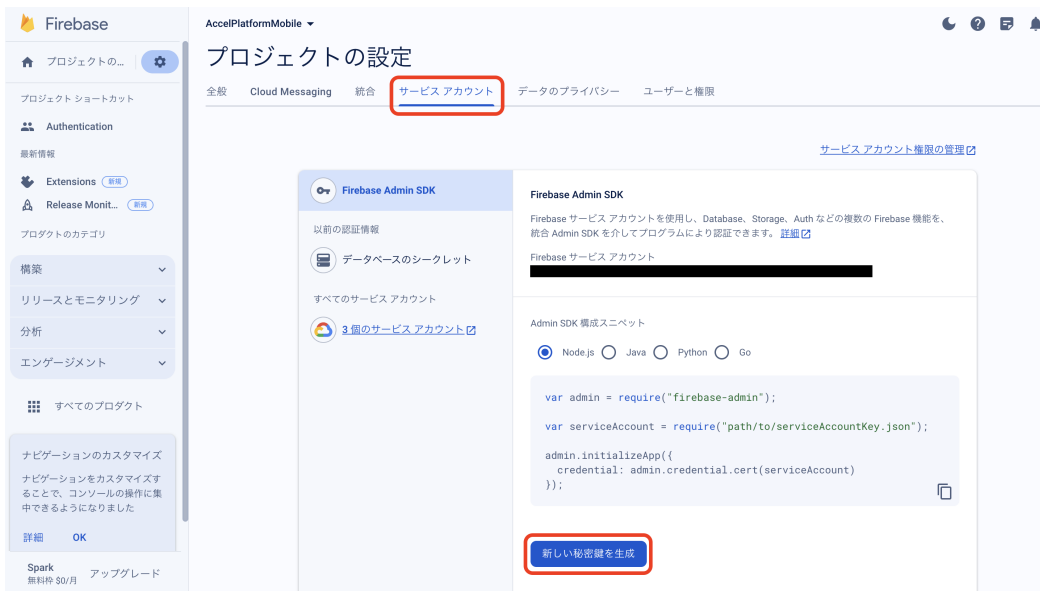 Firebase
AccelPlatformMobile
プロジェクトの...
プロジェクトの設定
プロジェクト ショートカット
Authentication
最新情報
Extensions 新規
Release Monit... 新規
プロダクトのカテゴリ
構築
リリースとモニタリング
分析
エンゲージメント
すべてのプロダクト
ナビゲーションのカスタマイズ
ナビゲーションをカスタマイズす
ることで、コンソールの操作に集
中できるようになりました
詳細 OK
Spark
無料枠 $0/月
アップグレード
全般 Cloud Messaging 統合 サービス アカウント データのプライバシー ユーザーと権限
サービス アカウント権限の管理
Firebase Admin SDK
以前の認証情報
データベースのシークレット
すべてのサービス アカウント
3 個のサービス アカウント
Firebase Admin SDK
Firebase サービス アカウントを使用し、Database、Storage、Auth などの複数の Firebase 機能を、
統合 Admin SDK を介してプログラムにより認証できます。 詳細
Firebase サービス アカウント
Admin SDK 構成スニペット
Node.js Java Python Go
var admin = require("firebase-admin");
var serviceAccount = require("path/to/serviceAccountKey.json");
admin.initializeApp({
credential: admin.credential.cert(serviceAccount)
});
新しい秘密鍵を生成